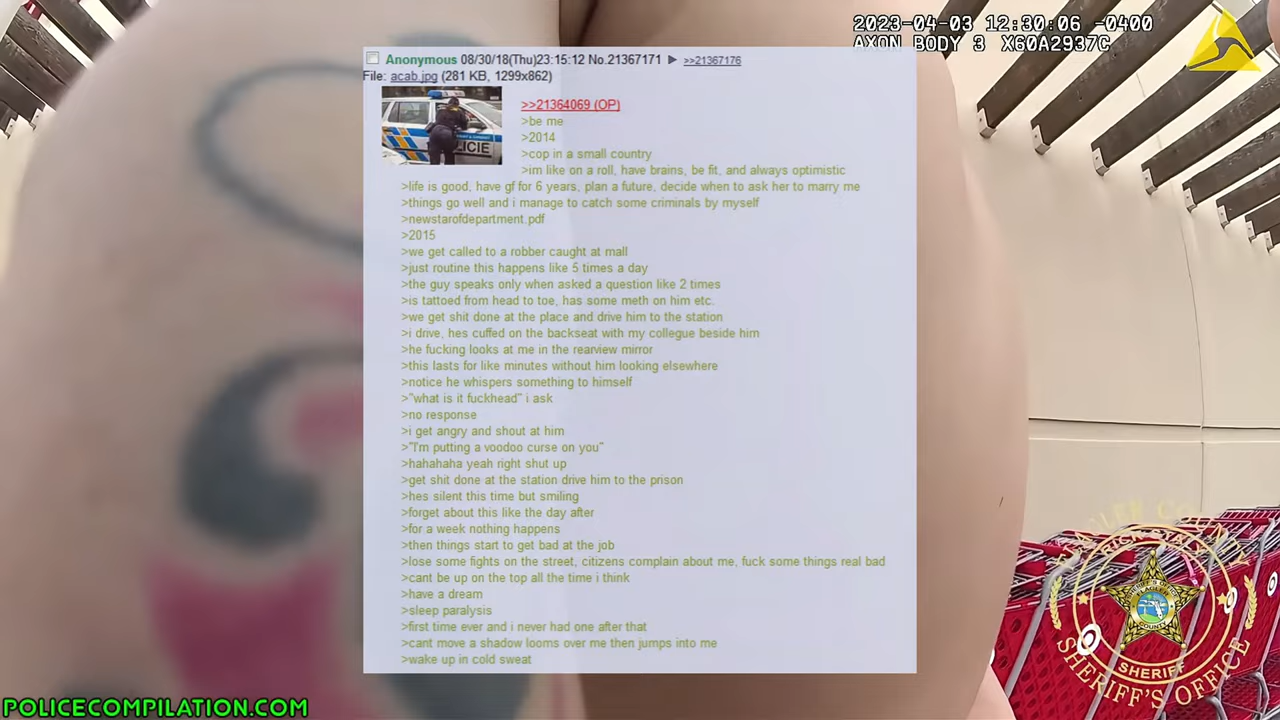 2023-04-03 12:30:06 -0400
AXON BODY 3 X60A2937C
Anonymous 08/30/18(Thu)23:15:12 No.21367171 ▶ >>21367176
File: acab.jpg (281 KB, 1299x862)
>>21364069 (OP)
>be me
>2014
>cop in a small country
>im like on a roll, have brains, be fit, and always optimistic
>life is good, have gf for 6 years, plan a future, decide when to ask her to marry me
>things go well and i manage to catch some criminals by myself
>newstarofdepartment.pdf
>2015
>we get called to a robber caught at mall
>just routine this happens like 5 times a day
>the guy speaks only when asked a question like 2 times
>is tattoed from head to toe, has some meth on him etc.
>we get shit done at the place and drive him to the station
>i drive, hes cuffed on the backseat with my collegue beside him
>he fucking looks at me in the rearview mirror
>this lasts for like minutes without him looking elsewhere
>notice he whispers something to himself
>"what is it fuckhead" i ask
>no response
>i get angry and shout at him
>"I'm putting a voodoo curse on you"
>hahahaha yeah right shut up
>get shit done at the station drive him to the prison
>hes silent this time but smiling
>forget about this like the day after
>for a week nothing happens
>then things start to get bad at the job
>lose some fights on the street, citizens complain about me, fuck some things real bad
>cant be up on the top all the time i think
>have a dream
>sleep paralysis
>first time ever and i never had one after that
>cant move a shadow looms over me then jumps into me
>wake up in cold sweat
SHERIFF
SHERIFF'S OFFICE
POLICECOMPILATION.COM